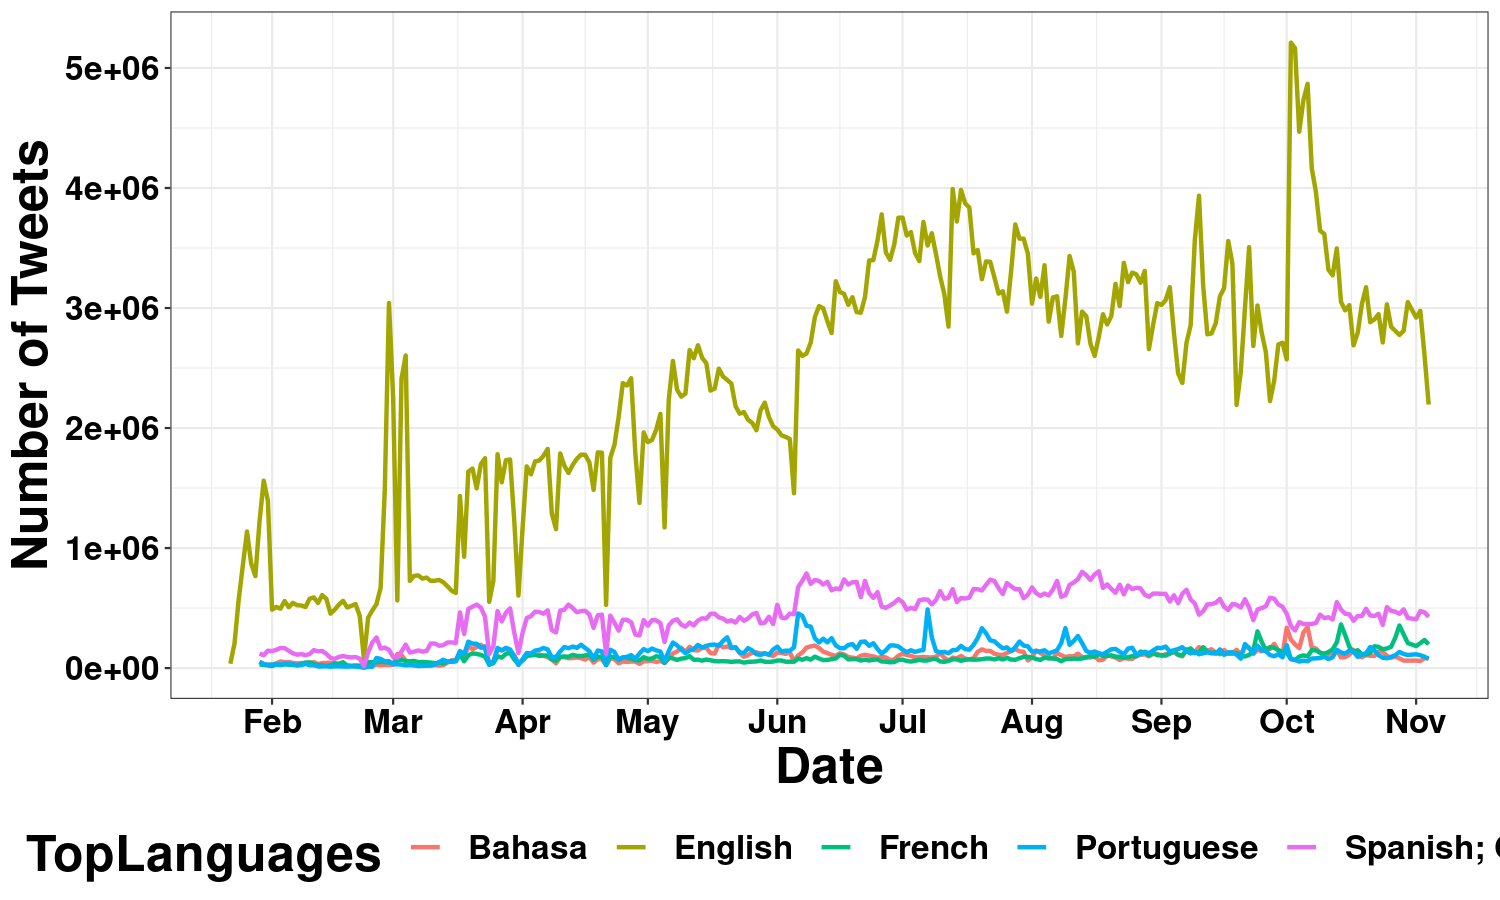 Number of Tweets
5e+06
4e+06
3e+06
2e+06
1e+06
0e+00
Feb Mar Apr May Jun Jul Aug Sep Oct Nov
Date
TopLanguages Bahasa English French Portuguese Spanish;